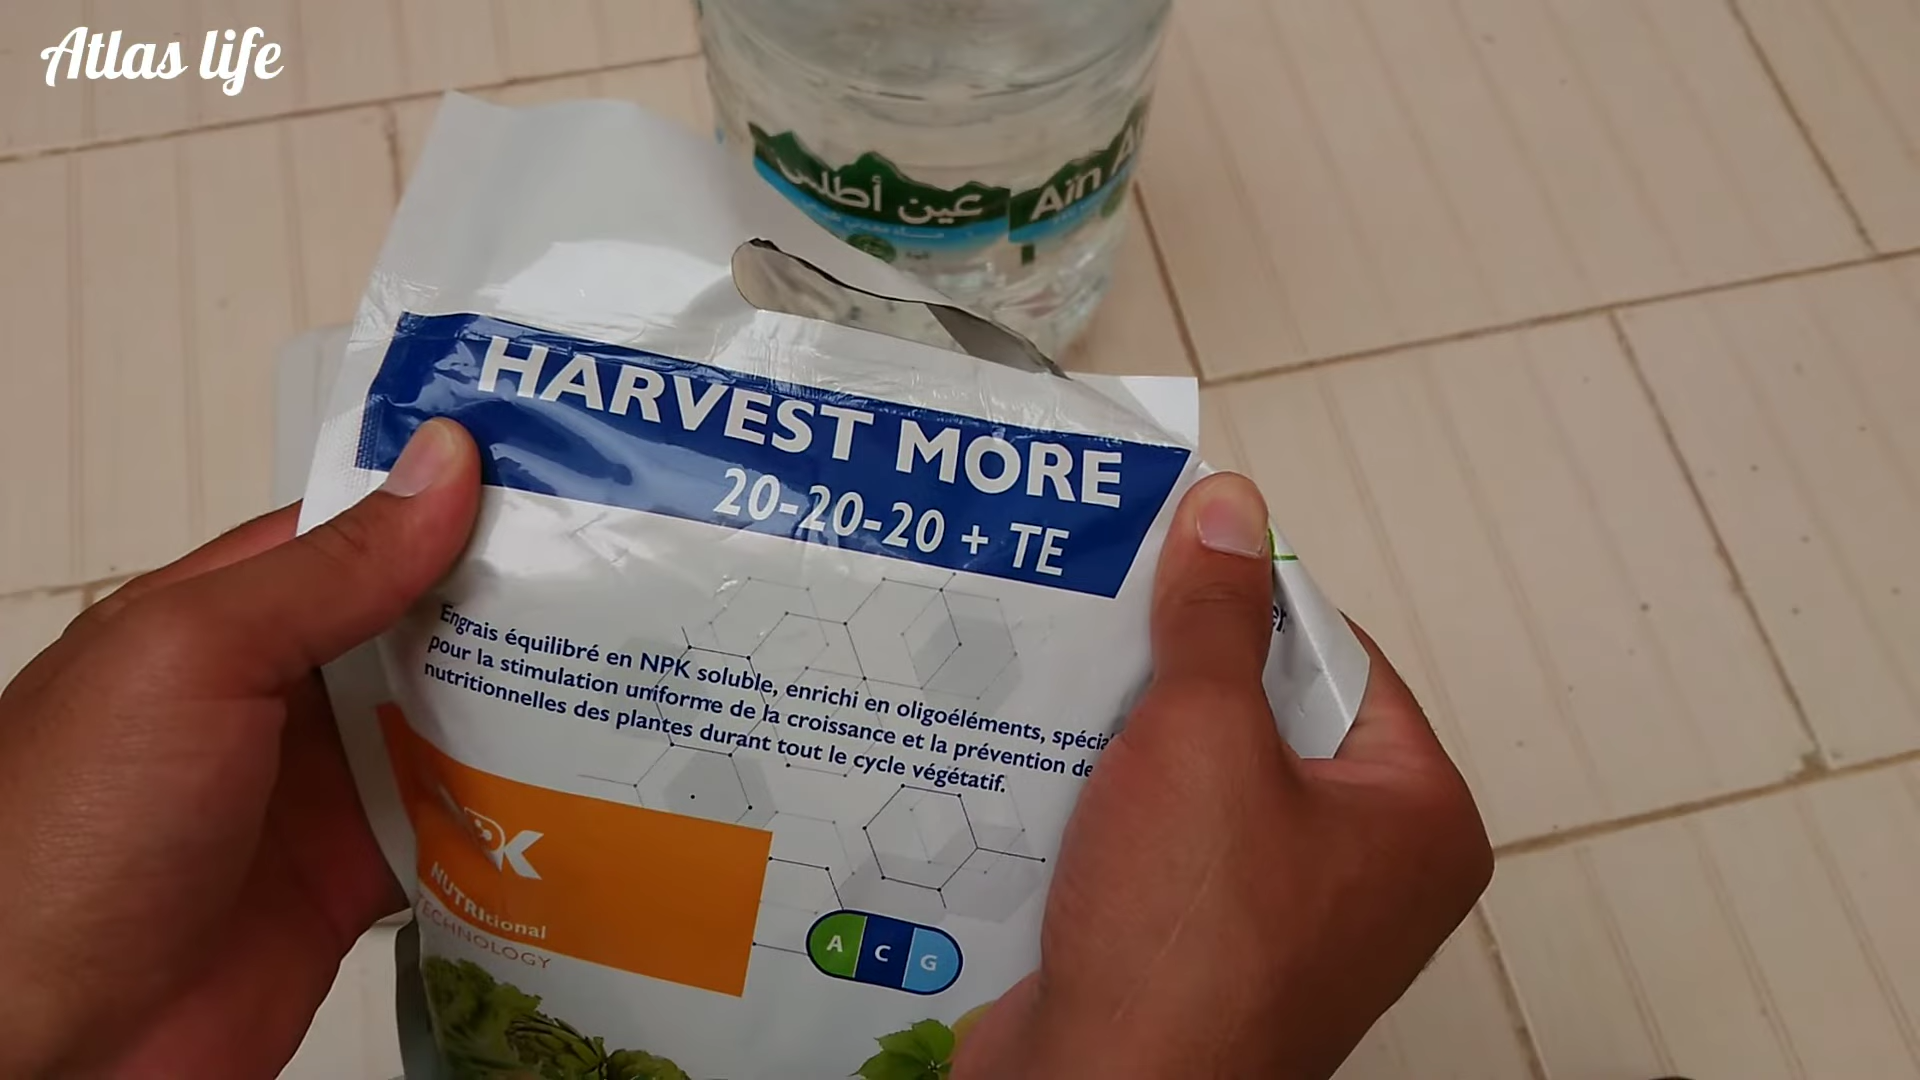 Atlas life
عين أطلس
Ain
HARVEST MORE
20-20-20 + TE
Engrais équilibré en NPK soluble, enrichi en oligoéléments,
pour la stimulation uniforme de la croissance et la prévention
nutritionnelles des plantes durant tout le cycle végétatif.
NUTRItional
TECHNOLOGY
A C G